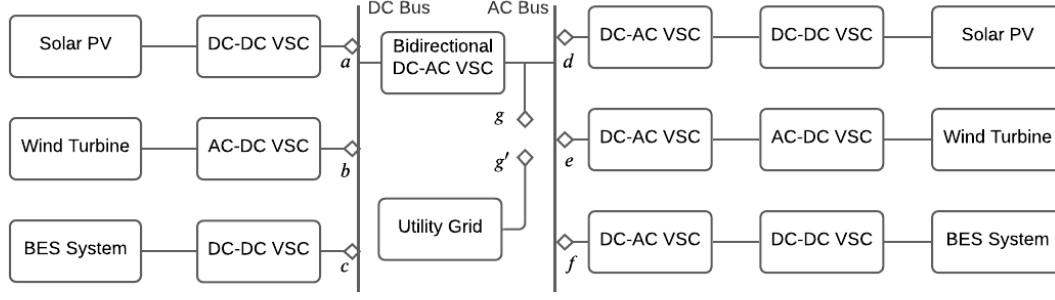 DC Bus
AC Bus
Solar PV
DC-DC VSC
a
Bidirectional
DC-AC VSC
d
DC-AC VSC
DC-DC VSC
Solar PV
g
Wind Turbine
AC-DC VSC
b
g′
e
DC-AC VSC
AC-DC VSC
Wind Turbine
Utility Grid
BES System
DC-DC VSC
c
f
DC-AC VSC
DC-DC VSC
BES System